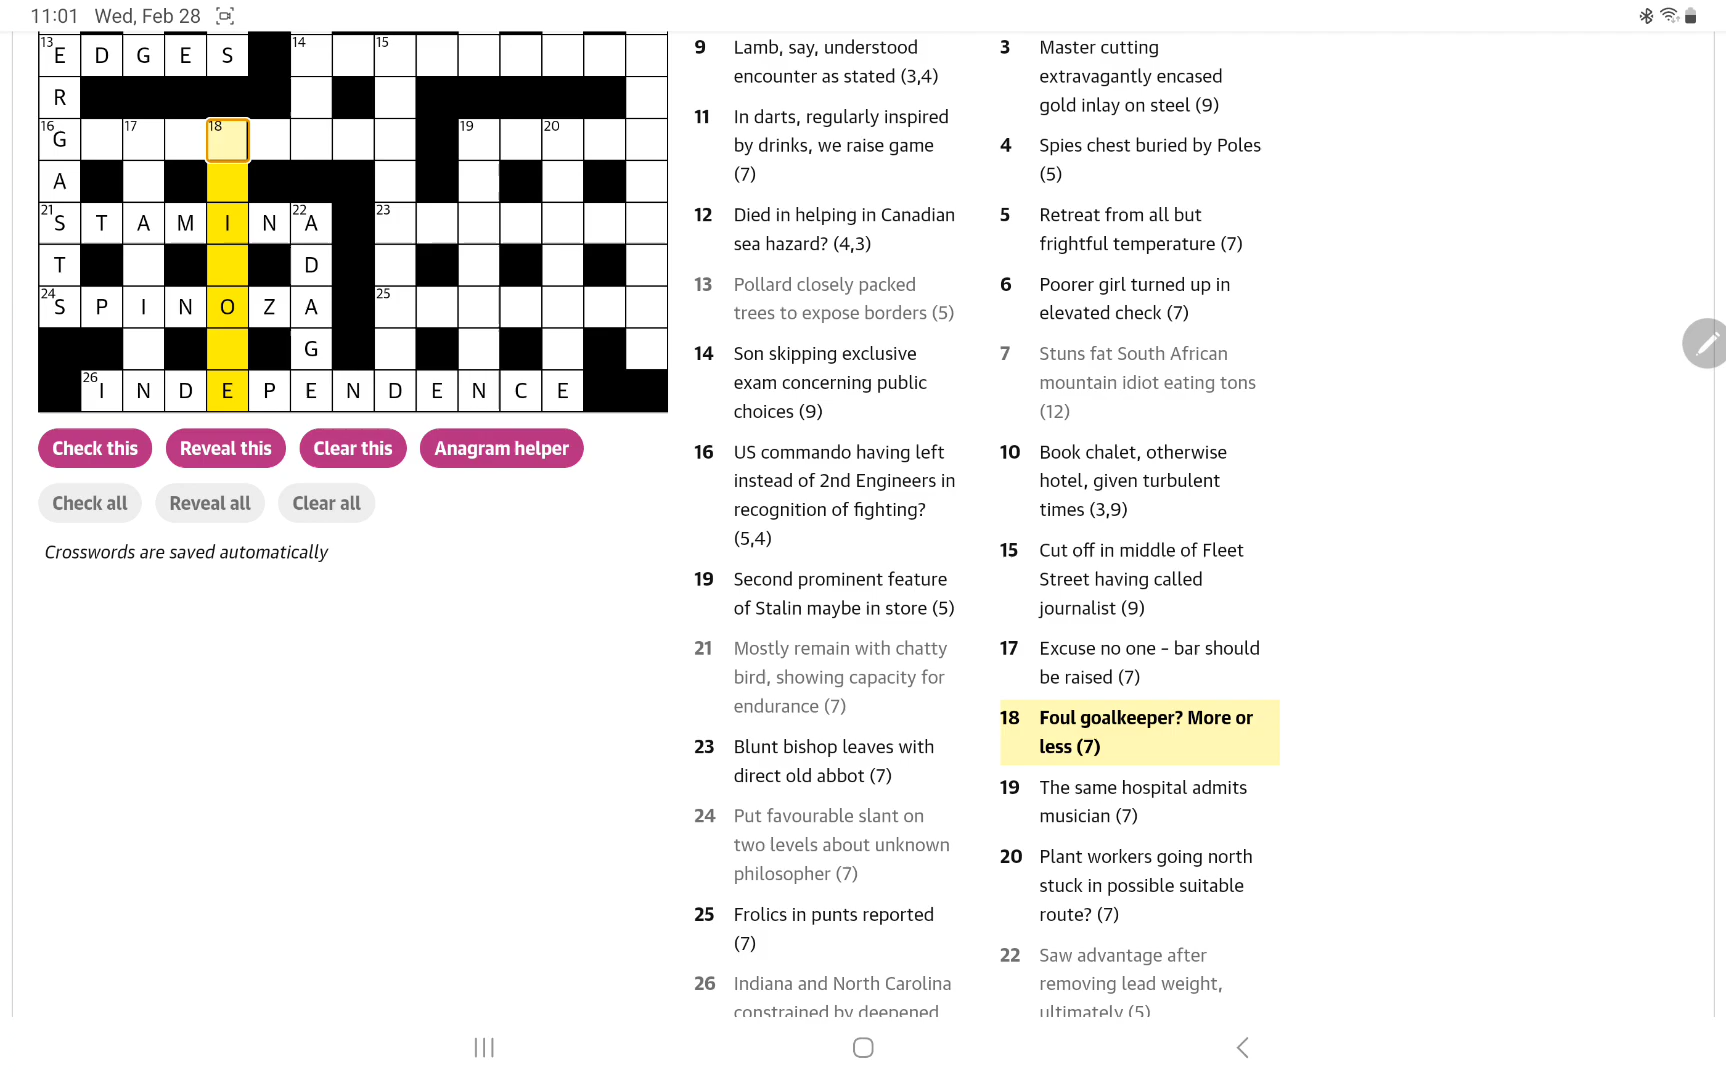 11:01 Wed, Feb 28
13 E D G E S 14 15
R
16 G 17 18 19 20
A
21 S T A M I N 22 A 23
T D
24 S P I N O Z A 25
G
26 I N D E P E N D E N C E
Check this Reveal this Clear this Anagram helper
Check all Reveal all Clear all
Crosswords are saved automatically
9 Lamb, say, understood
encounter as stated (3,4)
11 In darts, regularly inspired
by drinks, we raise game
(7)
12 Died in helping in Canadian
sea hazard? (4,3)
13 Pollard closely packed
trees to expose borders (5)
14 Son skipping exclusive
exam concerning public
choices (9)
16 US commando having left
instead of 2nd Engineers in
recognition of fighting?
(5,4)
19 Second prominent feature
of Stalin maybe in store (5)
21 Mostly remain with chatty
bird, showing capacity for
endurance (7)
23 Blunt bishop leaves with
direct old abbot (7)
24 Put favourable slant on
two levels about unknown
philosopher (7)
25 Frolics in punts reported
(7)
26 Indiana and North Carolina
constrained by deepened
3 Master cutting
extravagantly encased
gold inlay on steel (9)
4 Spies chest buried by Poles
(5)
5 Retreat from all but
frightful temperature (7)
6 Poorer girl turned up in
elevated check (7)
7 Stuns fat South African
mountain idiot eating tons
(12)
10 Book chalet, otherwise
hotel, given turbulent
times (3,9)
15 Cut off in middle of Fleet
Street having called
journalist (9)
17 Excuse no one – bar should
be raised (7)
18 Foul goalkeeper? More or
less (7)
19 The same hospital admits
musician (7)
20 Plant workers going north
stuck in possible suitable
route? (7)
22 Saw advantage after
removing lead weight,
ultimately (5)